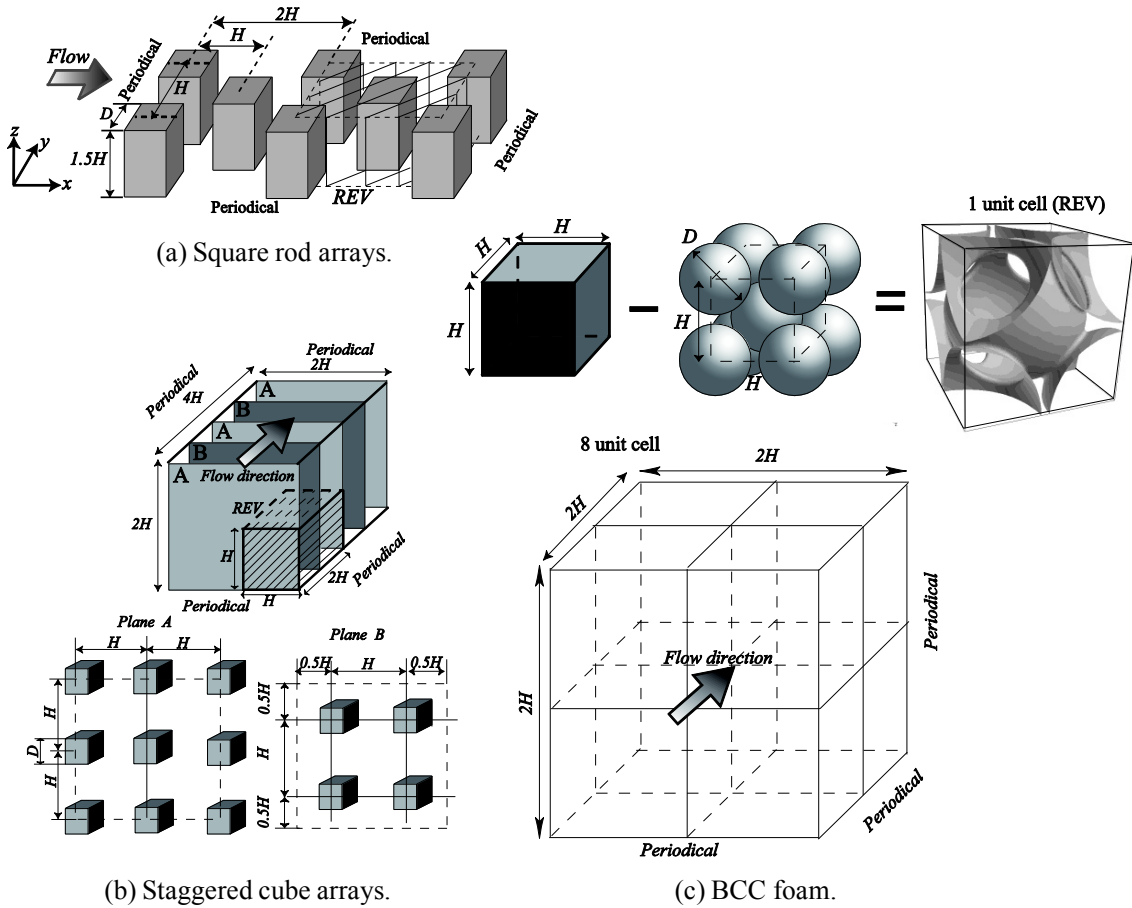 2H
H
Periodical
Flow
Periodical
H
D
1.5H
z
y
x
Periodical
REV
Periodical
(a) Square rod arrays.
H
H
H
D
H
H
1 unit cell (REV)
Periodical
2H
Periodical
4H
A
B
A
B
A
Flow direction
REV
2H
H
2H
Periodical
Periodical
H
Plane A
H
H
H
D
H
Plane B
0.5H
H
0.5H
0.5H
H
0.5H
(b) Staggered cube arrays.
8 unit cell
2H
2H
2H
Flow direction
Periodical
Periodical
Periodical
(c) BCC foam.